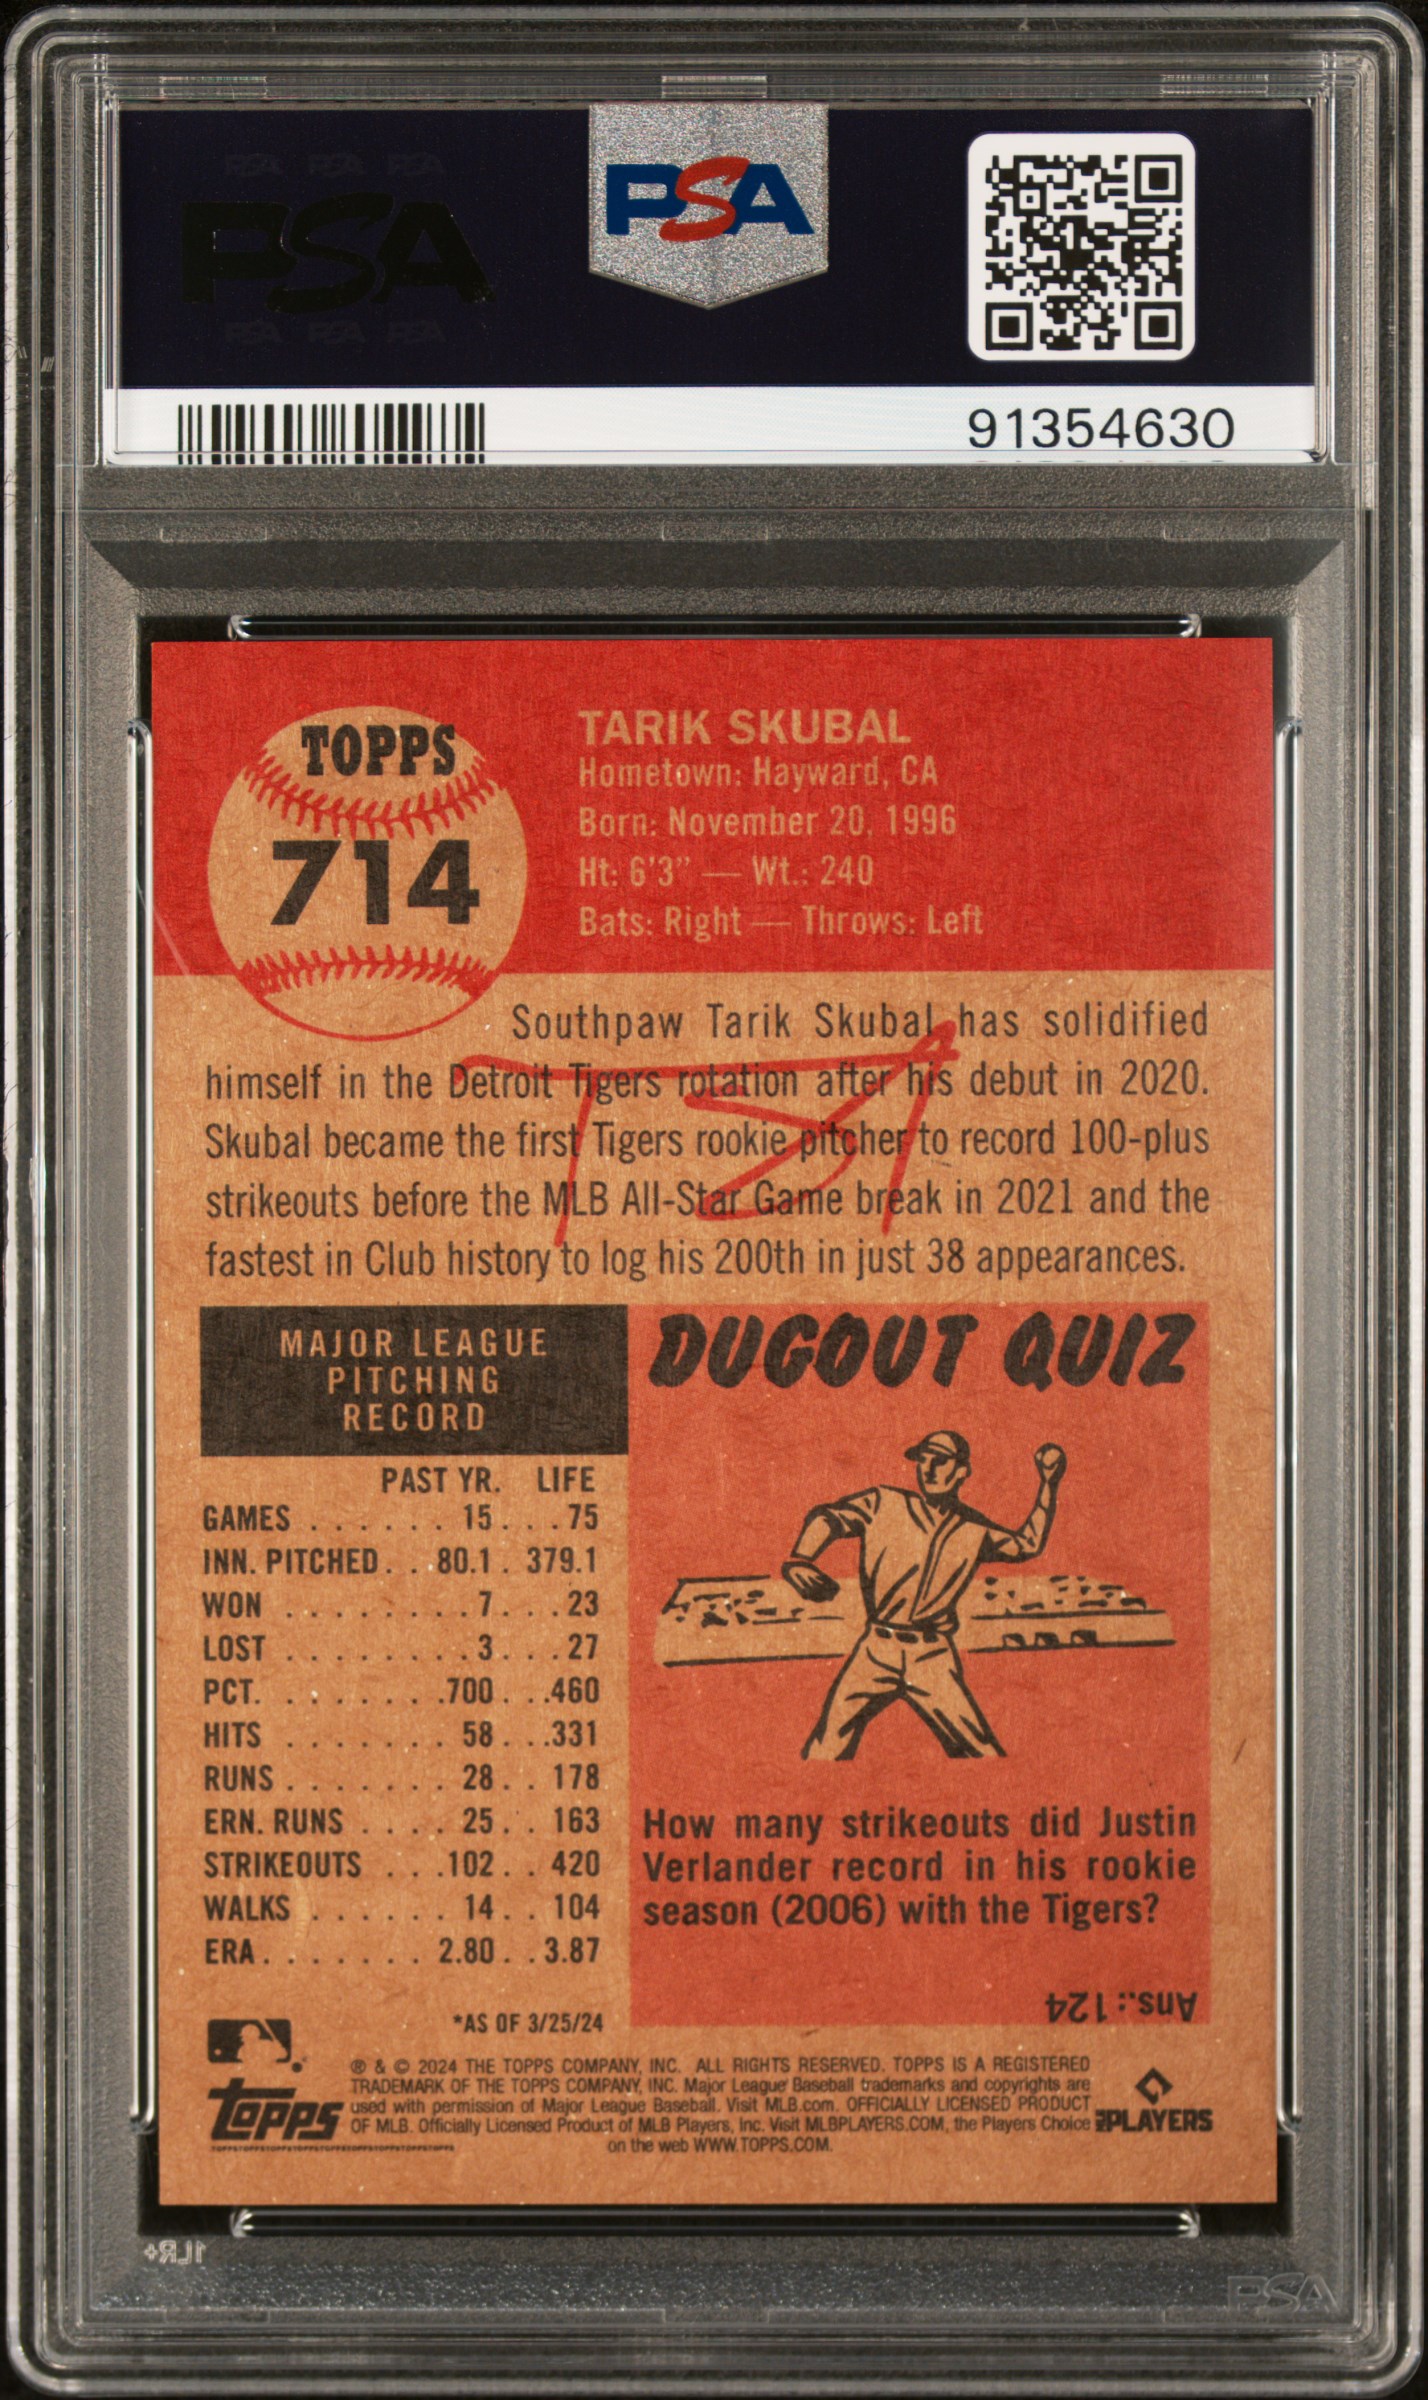 PSA PSA PSA
PSA
PSA PSA PSA
PSA
91354630
TOPPS
714
TARIK SKUBAL
Hometown: Hayward, CA
Born: November 20, 1996
Ht: 6'3" — Wt.: 240
Bats: Right — Throws: Left
Southpaw Tarik Skubal has solidified
himself in the Detroit Tigers rotation after his debut in 2020.
Skubal became the first Tigers rookie pitcher to record 100-plus
strikeouts before the MLB All-Star Game break in 2021 and the
fastest in Club history to log his 200th in just 38 appearances.
MAJOR LEAGUE
PITCHING
RECORD
PAST YR. LIFE
GAMES . . . . . . 15. . .75
INN. PITCHED. . .80.1 . 379.1
WON . . . . . . . . .7. . .23
LOST . . . . . . . . 3. . .27
PCT. . . . . . . . .700. . .460
HITS . . . . . . . 58. . .331
RUNS . . . . . . . 28. . 178
ERN. RUNS . . . . 25. . 163
STRIKEOUTS . . .102. . 420
WALKS . . . . . . 14. . 104
ERA. . . . . . . 2.80. . 3.87
*AS OF 3/25/24
DUGOUT QUIZ
How many strikeouts did Justin
Verlander record in his rookie
season (2006) with the Tigers?
Ans.: 124
® & © 2024 THE TOPPS COMPANY, INC. ALL RIGHTS RESERVED. TOPPS IS A REGISTERED
TRADEMARK OF THE TOPPS COMPANY, INC. Major League Baseball trademarks and copyrights are
used with permission of Major League Baseball. Visit MLB.com. OFFICIALLY LICENSED PRODUCT
OF MLB. Officially Licensed Product of MLB Players, Inc. Visit MLBPLAYERS.COM, the Players Choice
on the web WWW.TOPPS.COM.
topps
PLAYERS
1LR+
PSA